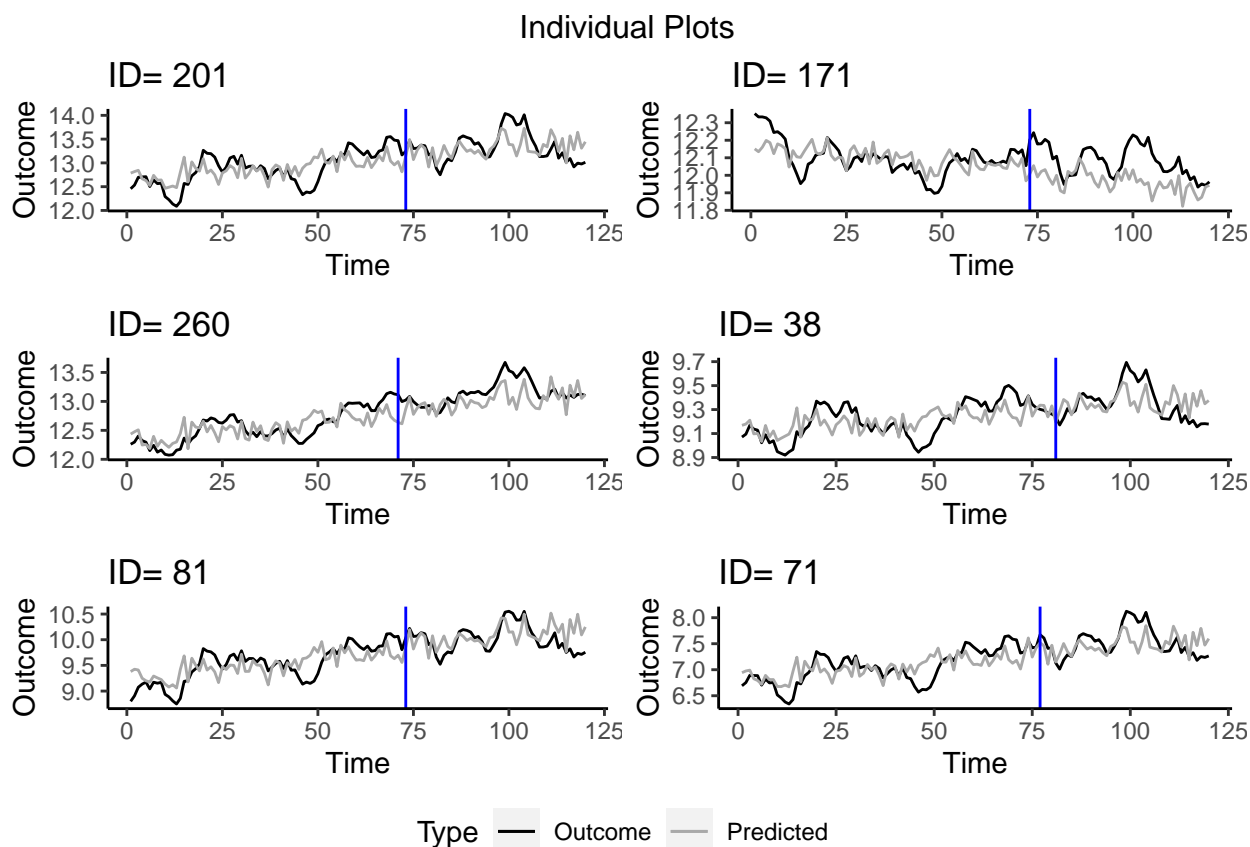 Individual Plots
ID= 201
Outcome
14.0
13.5
13.0
12.5
12.0
0 25 50 75 100 125
Time
ID= 171
Outcome
12.3
12.2
12.1
12.0
11.9
11.8
0 25 50 75 100 125
Time
ID= 260
Outcome
13.5
13.0
12.5
12.0
0 25 50 75 100 125
Time
ID= 38
Outcome
9.7
9.5
9.3
9.1
8.9
0 25 50 75 100 125
Time
ID= 81
Outcome
10.5
10.0
9.5
9.0
0 25 50 75 100 125
Time
ID= 71
Outcome
8.0
7.5
7.0
6.5
0 25 50 75 100 125
Time
Type Outcome Predicted